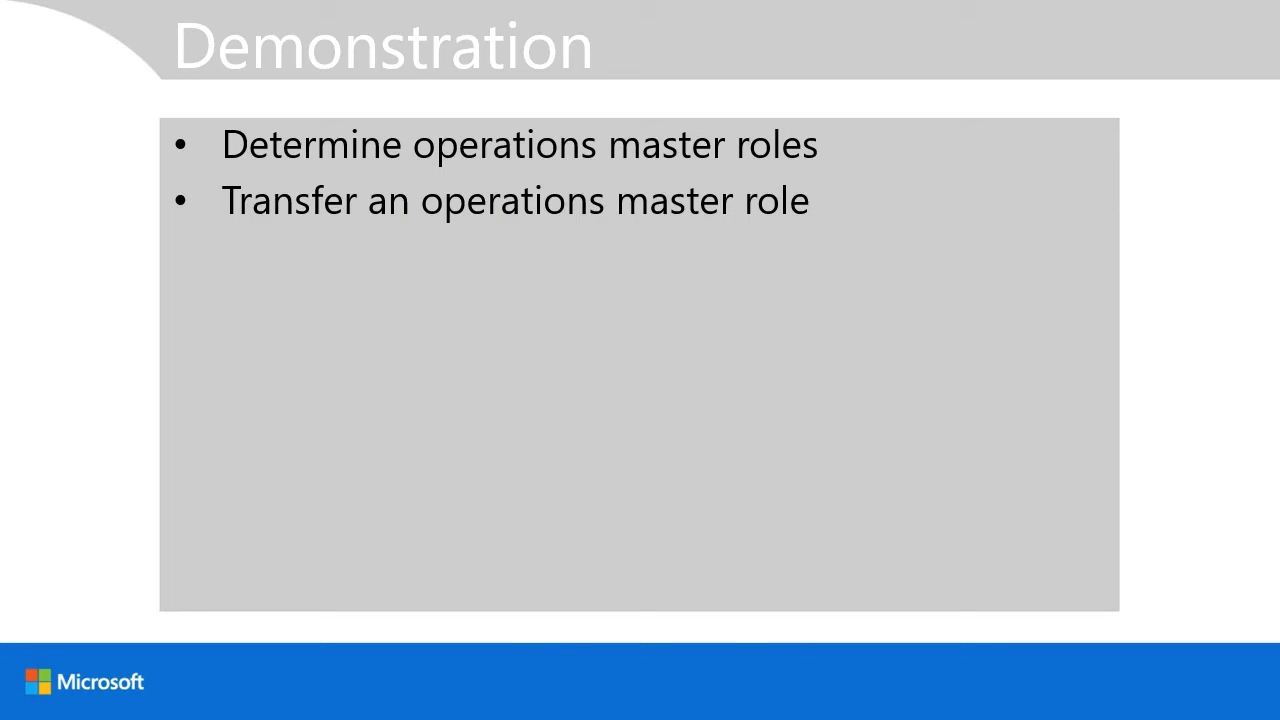 Demonstration
• Determine operations master roles
• Transfer an operations master role
Microsoft